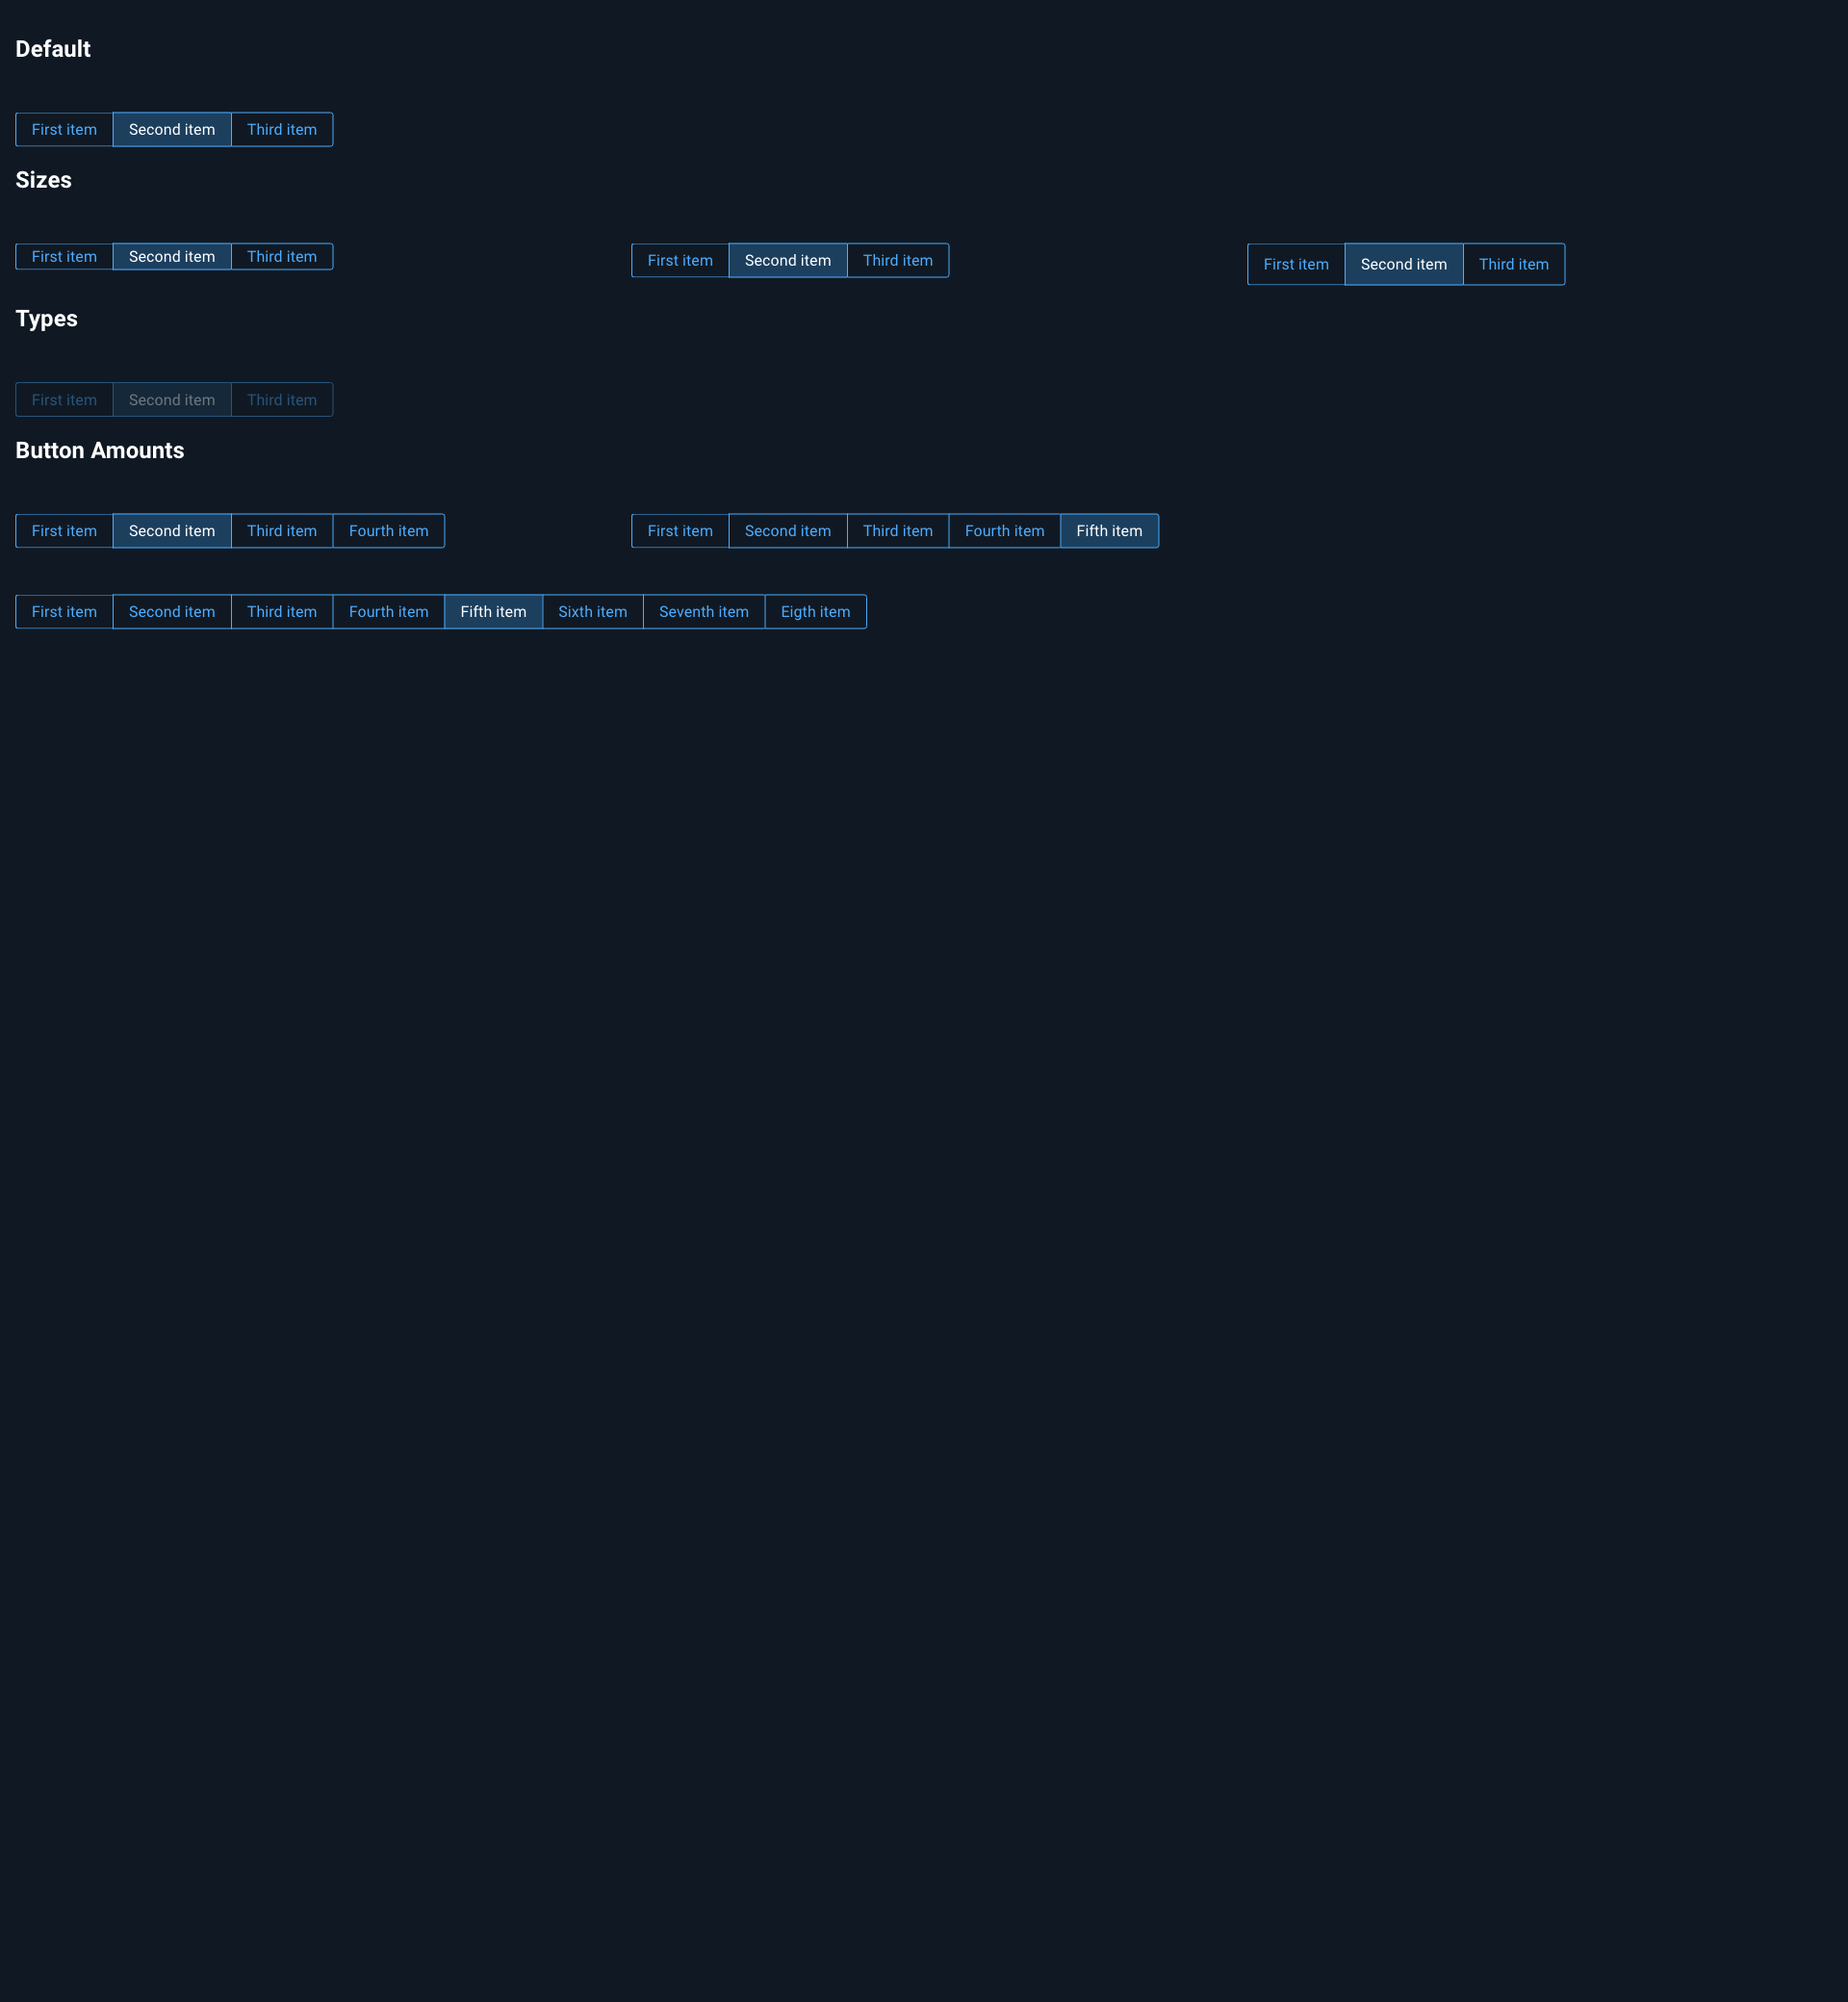 Default
First item Second item Third item
Sizes
First item Second item Third item First item Second item Third item First item Second item Third item
Types
First item Second item Third item
Button Amounts
First item Second item Third item Fourth item First item Second item Third item Fourth item Fifth item
First item Second item Third item Fourth item Fifth item Sixth item Seventh item Eigth item